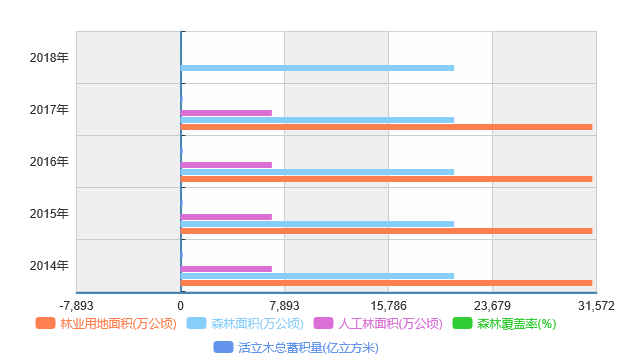 2018年
2017年
2016年
2015年
2014年
-7,893 0 7,893 15,786 23,679 31,572
林业用地面积(万公顷) 森林面积(万公顷) 人工林面积(万公顷) 森林覆盖率(%)
活立木总蓄积量(亿立方米)